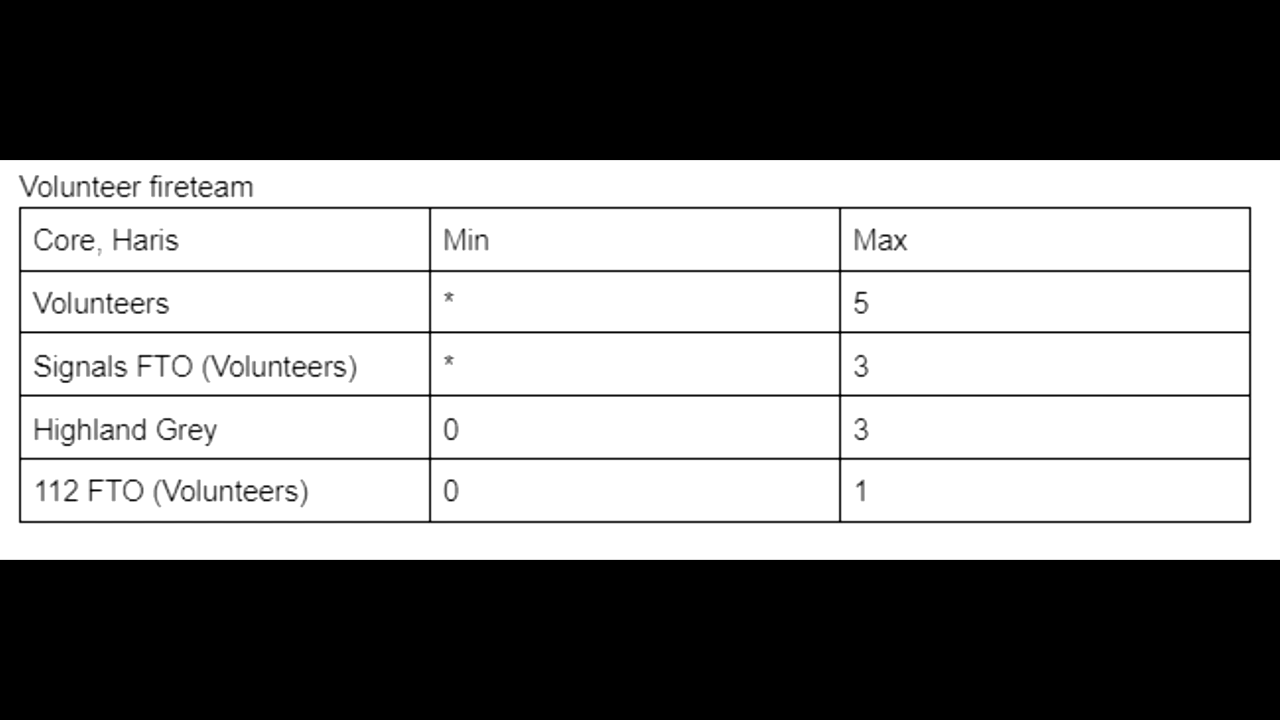 Volunteer fireteam
Core, Haris Min Max
Volunteers * 5
Signals FTO (Volunteers) * 3
Highland Grey 0 3
112 FTO (Volunteers) 0 1